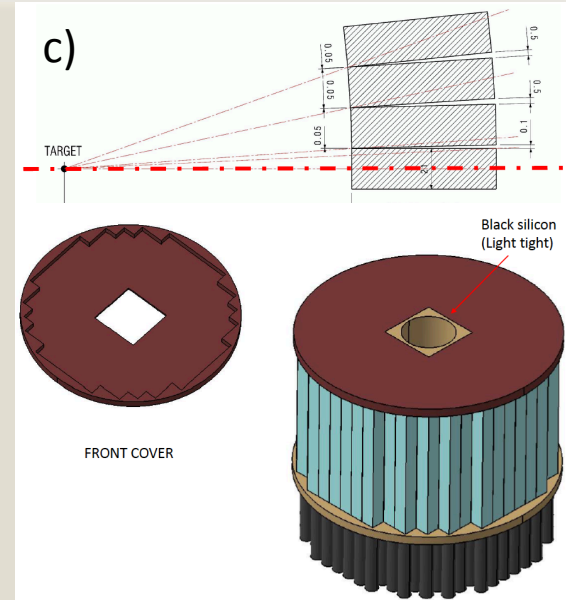 c)
0.5
0.05
0.05
0.5
0.05
0.1
TARGET
21
Black silicon
(Light tight)
FRONT COVER